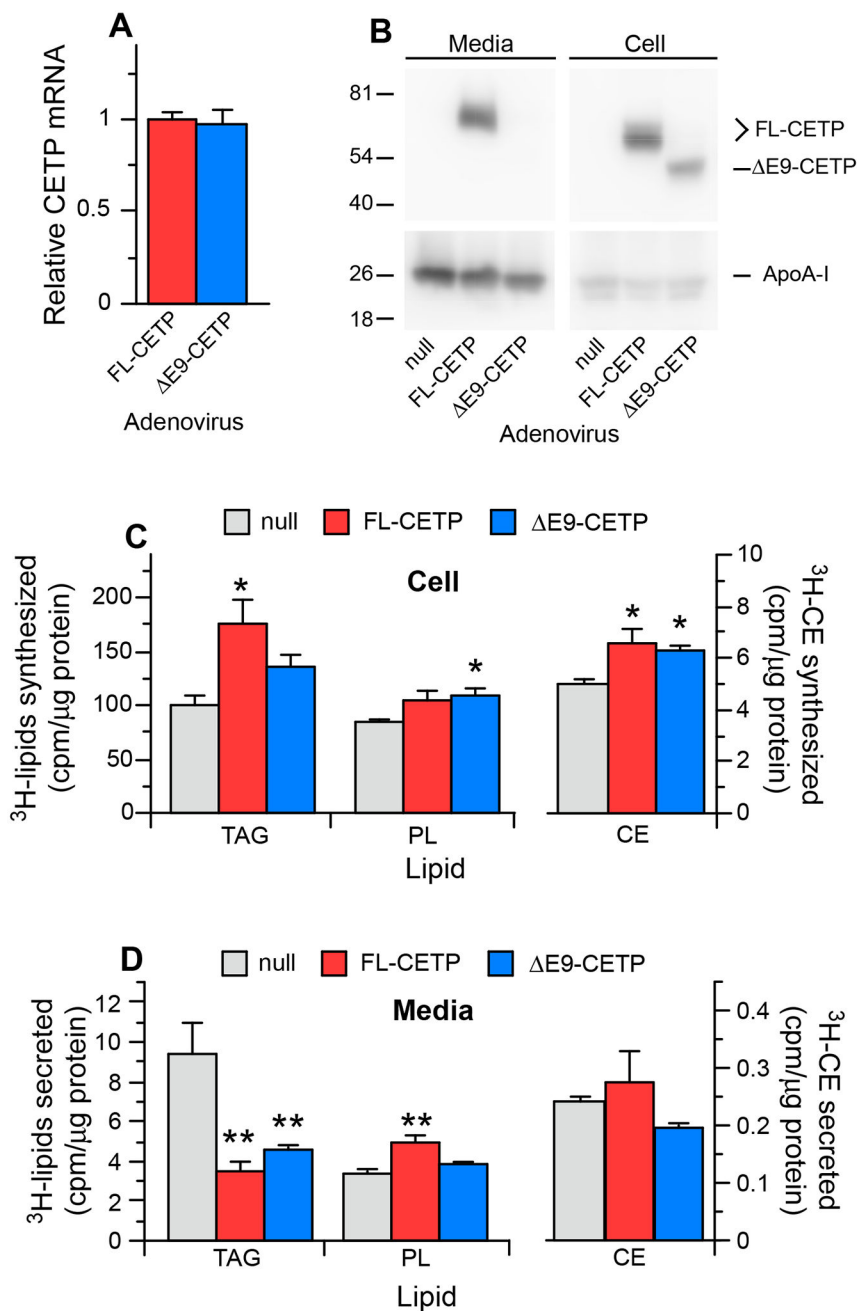 A
Relative CETP mRNA
1
0.5
0
FL-CETP
ΔE9-CETP
Adenovirus
B
Media
Cell
81
54
40
26
18
FL-CETP
ΔE9-CETP
ApoA-I
null
FL-CETP
ΔE9-CETP
null
FL-CETP
ΔE9-CETP
Adenovirus
null
FL-CETP
ΔE9-CETP
C
Cell
³H-lipids synthesized
(cpm/µg protein)
200
150
100
50
0
*
*
*
*
10
8
6
4
2
0
³H-CE synthesized
(cpm/µg protein)
TAG
PL
CE
Lipid
D
null
FL-CETP
ΔE9-CETP
Media
³H-lipids secreted
(cpm/µg protein)
12
10
8
6
4
2
0
**
**
**
0.4
0.3
0.2
0.1
0
³H-CE secreted
(cpm/µg protein)
TAG
PL
CE
Lipid